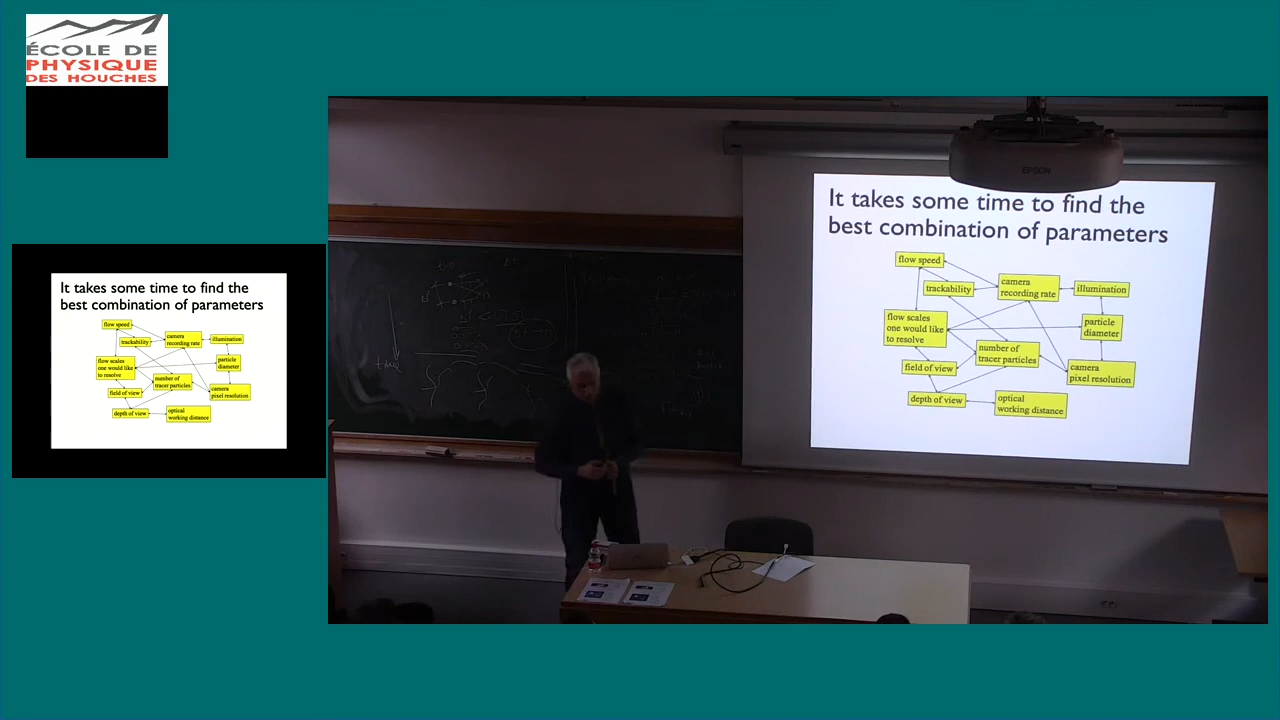 ÉCOLE DE
PHYSIQUE
DES HOUCHES
It takes some time to find the
best combination of parameters
flow speed
trackability
camera
recording rate
illumination
flow scales
one would like
to resolve
particle
diameter
number of
tracer particles
field of view
camera
pixel resolution
depth of view
optical
working distance
EPSON
It takes some time to find the
best combination of parameters
flow speed
trackability
camera
recording rate
illumination
flow scales
one would like
to resolve
particle
diameter
number of
tracer particles
field of view
camera
pixel resolution
depth of view
optical
working distance